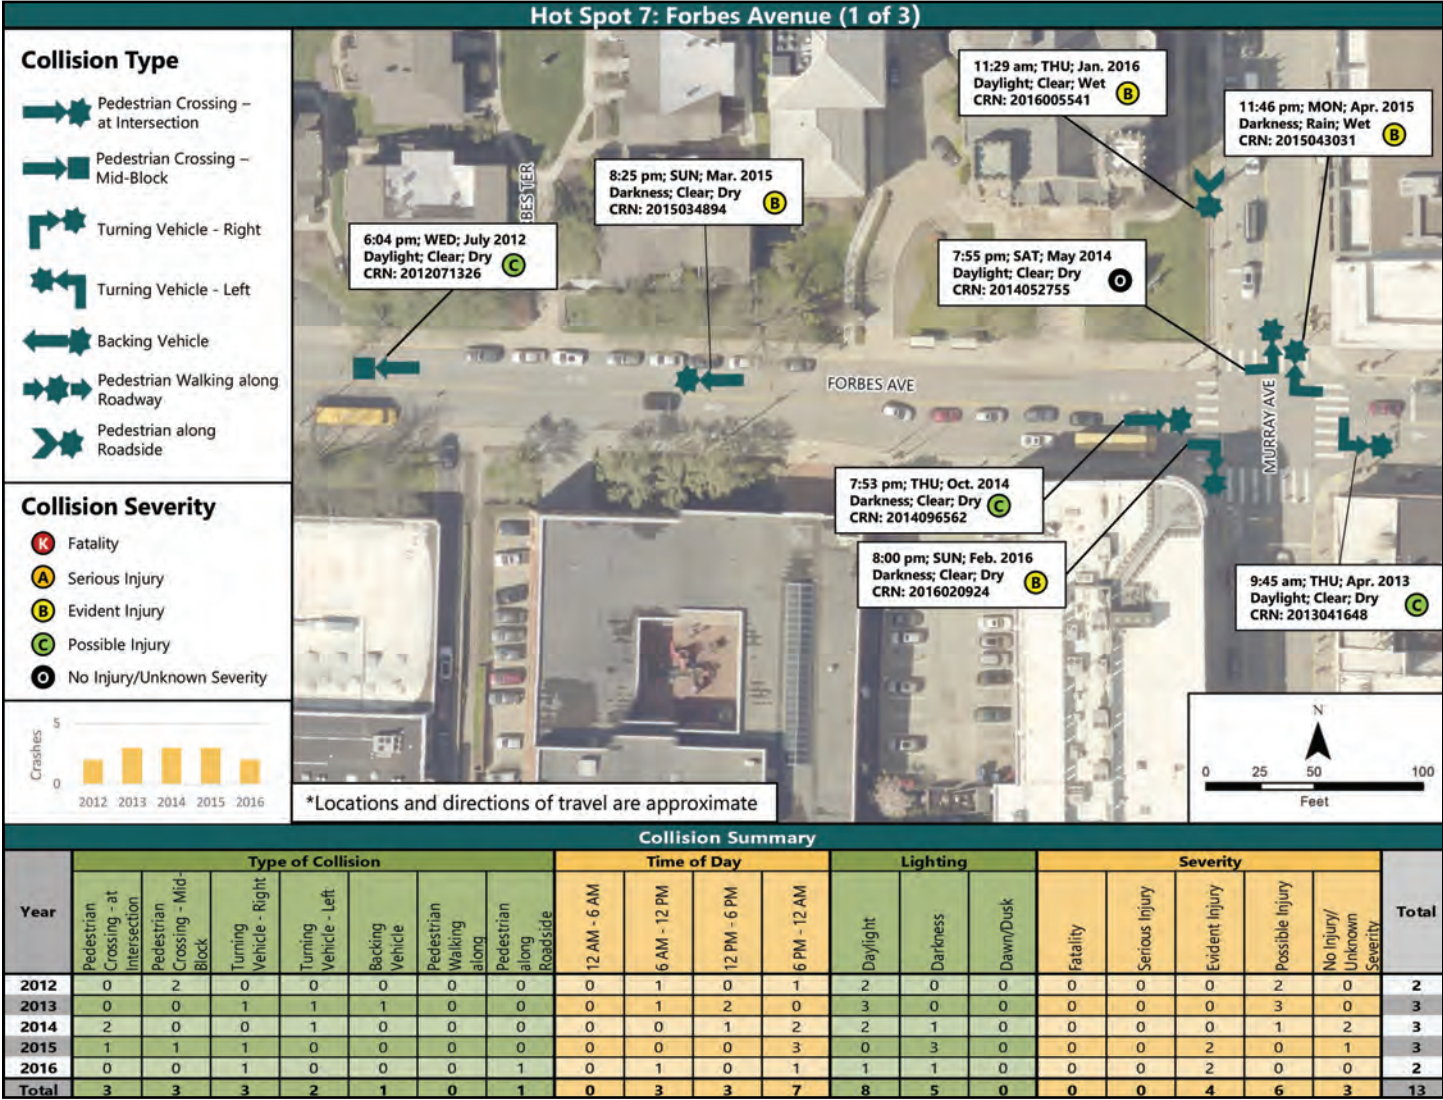 Hot Spot 7: Forbes Avenue (1 of 3)
Collision Type
Pedestrian Crossing –
at Intersection
Pedestrian Crossing –
Mid-Block
Turning Vehicle - Right
Turning Vehicle - Left
Backing Vehicle
Pedestrian Walking along
Roadway
Pedestrian along
Roadside
Collision Severity
K Fatality
A Serious Injury
B Evident Injury
C Possible Injury
O No Injury/Unknown Severity
Crashes
5
0
2012 2013 2014 2015 2016
BES TER
6:04 pm; WED; July 2012
Daylight; Clear; Dry
CRN: 2012071326
C
8:25 pm; SUN; Mar. 2015
Darkness; Clear; Dry
CRN: 2015034894
B
11:29 am; THU; Jan. 2016
Daylight; Clear; Wet
CRN: 2016005541
B
11:46 pm; MON; Apr. 2015
Darkness; Rain; Wet
CRN: 2015043031
B
7:55 pm; SAT; May 2014
Daylight; Clear; Dry
CRN: 2014052755
O
FORBES AVE
MURRAY AVE
7:53 pm; THU; Oct. 2014
Darkness; Clear; Dry
CRN: 2014096562
C
8:00 pm; SUN; Feb. 2016
Darkness; Clear; Dry
CRN: 2016020924
B
9:45 am; THU; Apr. 2013
Daylight; Clear; Dry
CRN: 2013041648
C
N
0 25 50 100
Feet
*Locations and directions of travel are approximate
Collision Summary
Year Type of Collision Time of Day Lighting Severity Total
Pedestrian
Crossing - at
Intersection
Pedestrian
Crossing - Mid-
Block
Turning
Vehicle - Right
Turning
Vehicle - Left
Backing
Vehicle
Pedestrian
Walking
along
Pedestrian
along
Roadside
12 AM - 6 AM
6 AM - 12 PM
12 PM - 6 PM
6 PM - 12 AM
Daylight
Darkness
Dawn/Dusk
Fatality
Serious Injury
Evident Injury
Possible Injury
No Injury/
Unknown
Severity
2012 0 2 0 0 0 0 0 0 1 0 1 2 0 0 0 0 0 2 0 2
2013 0 0 1 1 1 0 0 0 1 2 0 3 0 0 0 0 0 3 0 3
2014 2 0 0 1 0 0 0 0 0 1 2 2 1 0 0 0 0 1 2 3
2015 1 1 1 0 0 0 0 0 0 0 3 0 3 0 0 0 2 0 1 3
2016 0 0 1 0 0 0 1 0 1 0 1 1 1 0 0 0 2 0 0 2
Total 3 3 3 2 1 0 1 0 3 3 7 8 5 0 0 0 4 6 3 13